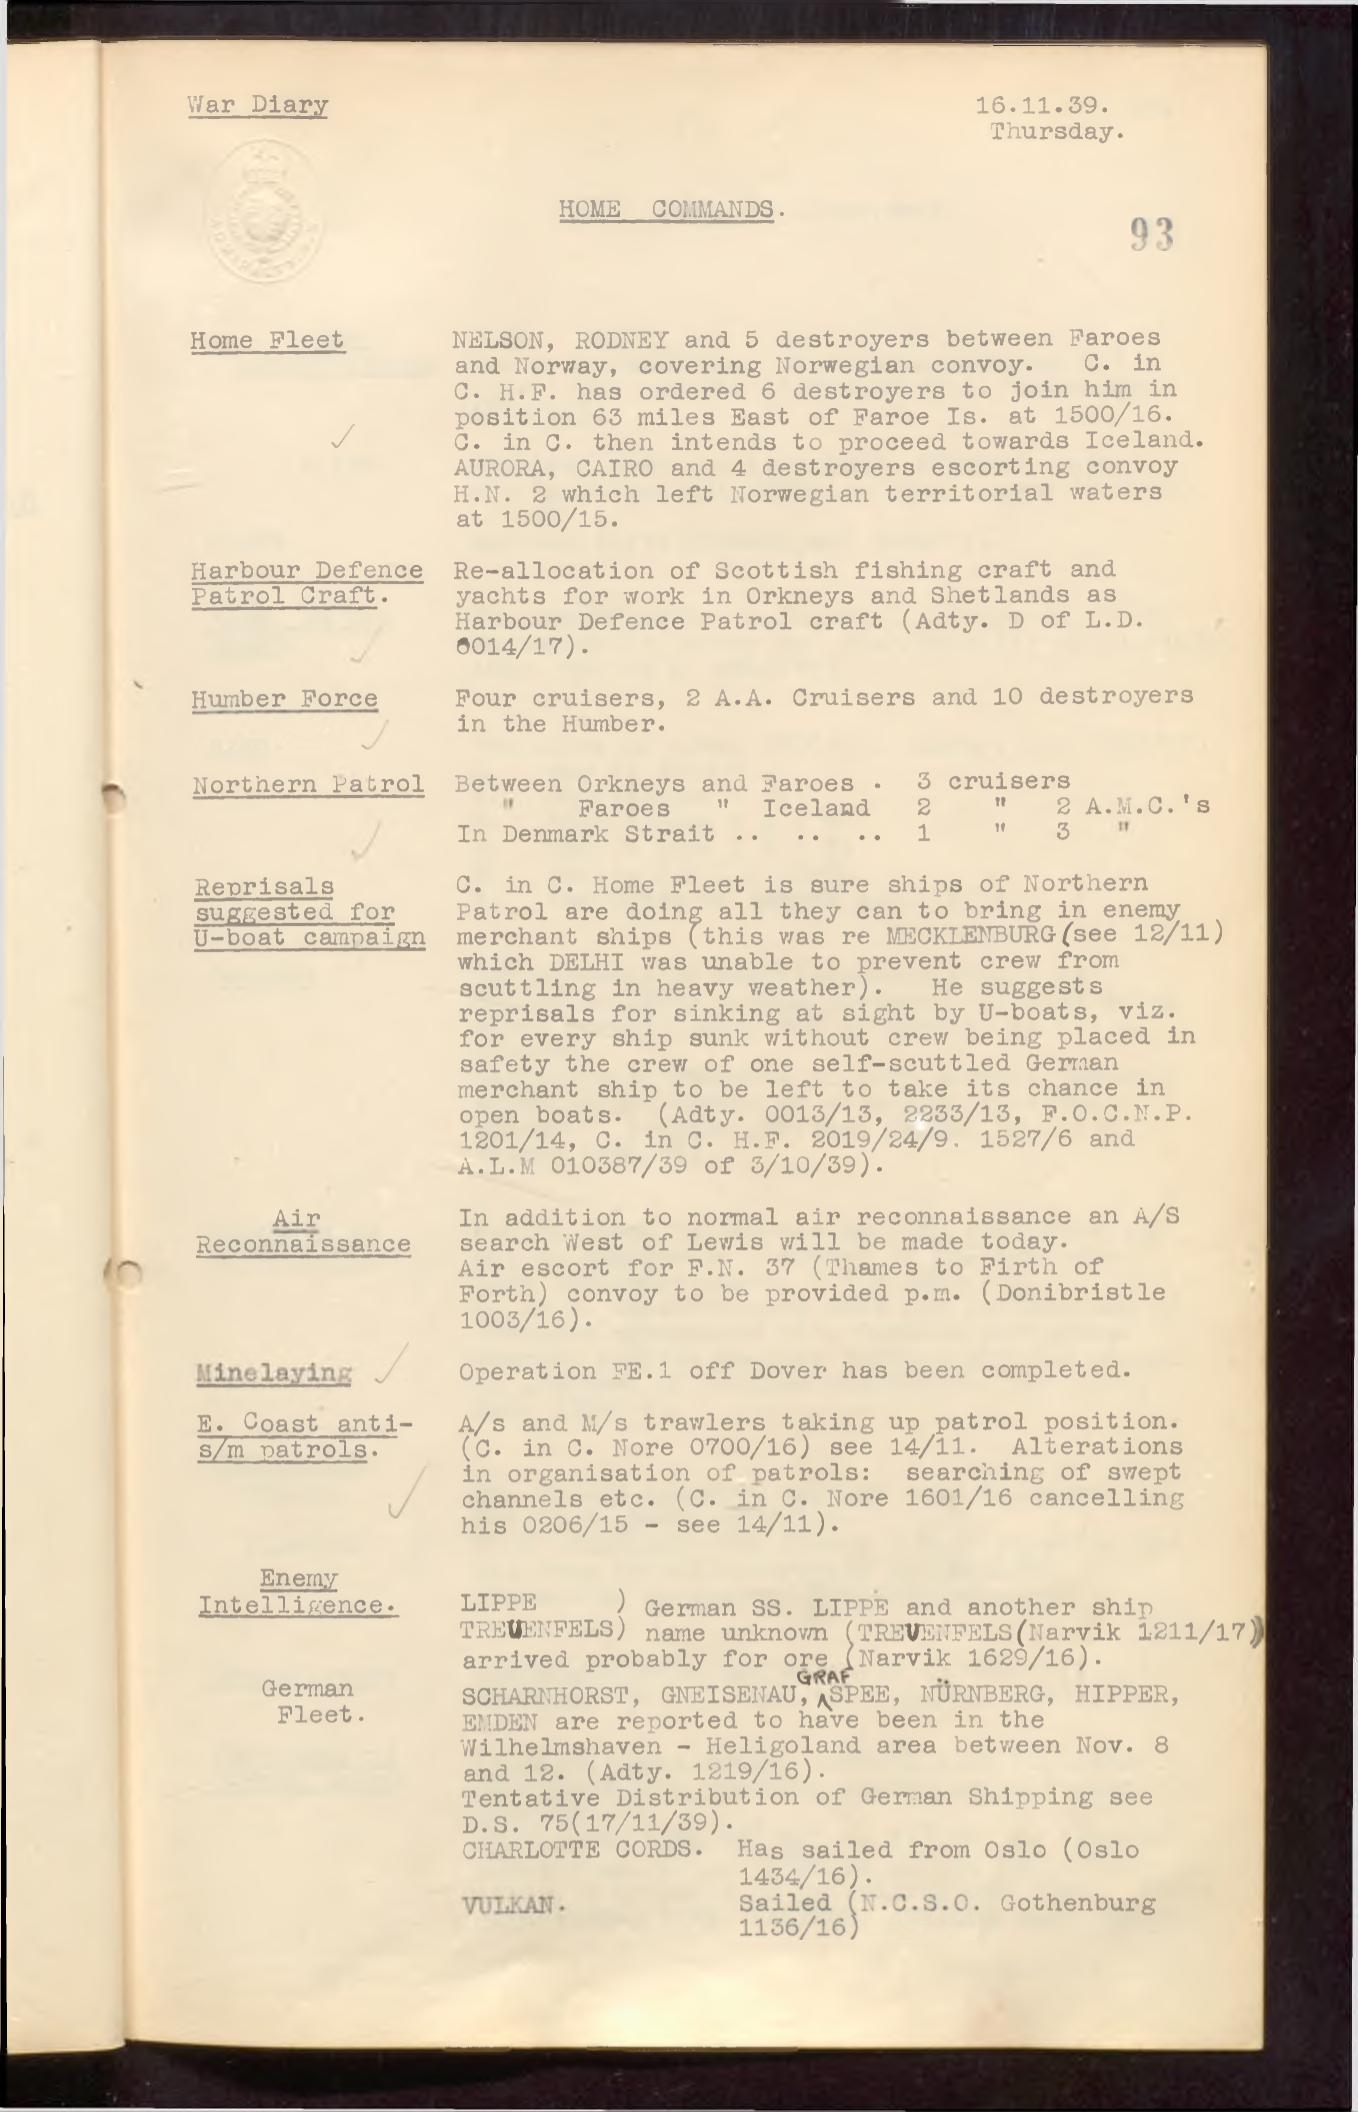 War Diary
16.11.39.
Thursday.
HOME COMMANDS.
93
Home Fleet
NELSON, RODNEY and 5 destroyers between Faroes
and Norway, covering Norwegian convoy. C. in
C. H.F. has ordered 6 destroyers to join him in
position 63 miles East of Faroe Is. at 1500/16.
C. in C. then intends to proceed towards Iceland.
AURORA, CAIRO and 4 destroyers escorting convoy
H.N. 2 which left Norwegian territorial waters
at 1500/15.
Harbour Defence
Patrol Craft.
Re-allocation of Scottish fishing craft and
yachts for work in Orkneys and Shetlands as
Harbour Defence Patrol craft (Adty. D of L.D.
0014/17).
Humber Force
Four cruisers, 2 A.A. Cruisers and 10 destroyers
in the Humber.
Northern Patrol
Between Orkneys and Faroes . 3 cruisers
" Faroes " Iceland 2 " 2 A.M.C.'s
In Denmark Strait .. .. .. 1 " 3 "
Reprisals
suggested for
U-boat campaign
C. in C. Home Fleet is sure ships of Northern
Patrol are doing all they can to bring in enemy
merchant ships (this was re MECKLENBURG(see 12/11)
which DELHI was unable to prevent crew from
scuttling in heavy weather). He suggests
reprisals for sinking at sight by U-boats, viz.
for every ship sunk without crew being placed in
safety the crew of one self-scuttled German
merchant ship to be left to take its chance in
open boats. (Adty. 0013/13, 2233/13, F.O.C.N.P.
1201/14, C. in C. H.F. 2019/24/9. 1527/6 and
A.L.M 010387/39 of 3/10/39).
Air
Reconnaissance
In addition to normal air reconnaissance an A/S
search West of Lewis will be made today.
Air escort for F.N. 37 (Thames to Firth of
Forth) convoy to be provided p.m. (Donibristle
1003/16).
Minelaying
Operation FE.1 off Dover has been completed.
E. Coast anti-
s/m patrols.
A/s and M/s trawlers taking up patrol position.
(C. in C. Nore 0700/16) see 14/11. Alterations
in organisation of patrols: searching of swept
channels etc. (C. in C. Nore 1601/16 cancelling
his 0206/15 - see 14/11).
Enemy
Intelligence.
LIPPE ) German SS. LIPPE and another ship
TREUENFELS) name unknown (TREUENFELS(Narvik 1211/17))
arrived probably for ore (Narvik 1629/16).
German
Fleet.
GRAF
SCHARNHORST, GNEISENAU, SPEE, NÜRNBERG, HIPPER,
EMDEN are reported to have been in the
Wilhelmshaven - Heligoland area between Nov. 8
and 12. (Adty. 1219/16).
Tentative Distribution of German Shipping see
D.S. 75(17/11/39).
CHARLOTTE CORDS. Has sailed from Oslo (Oslo
1434/16).
VULKAN. Sailed (N.C.S.O. Gothenburg
1136/16)